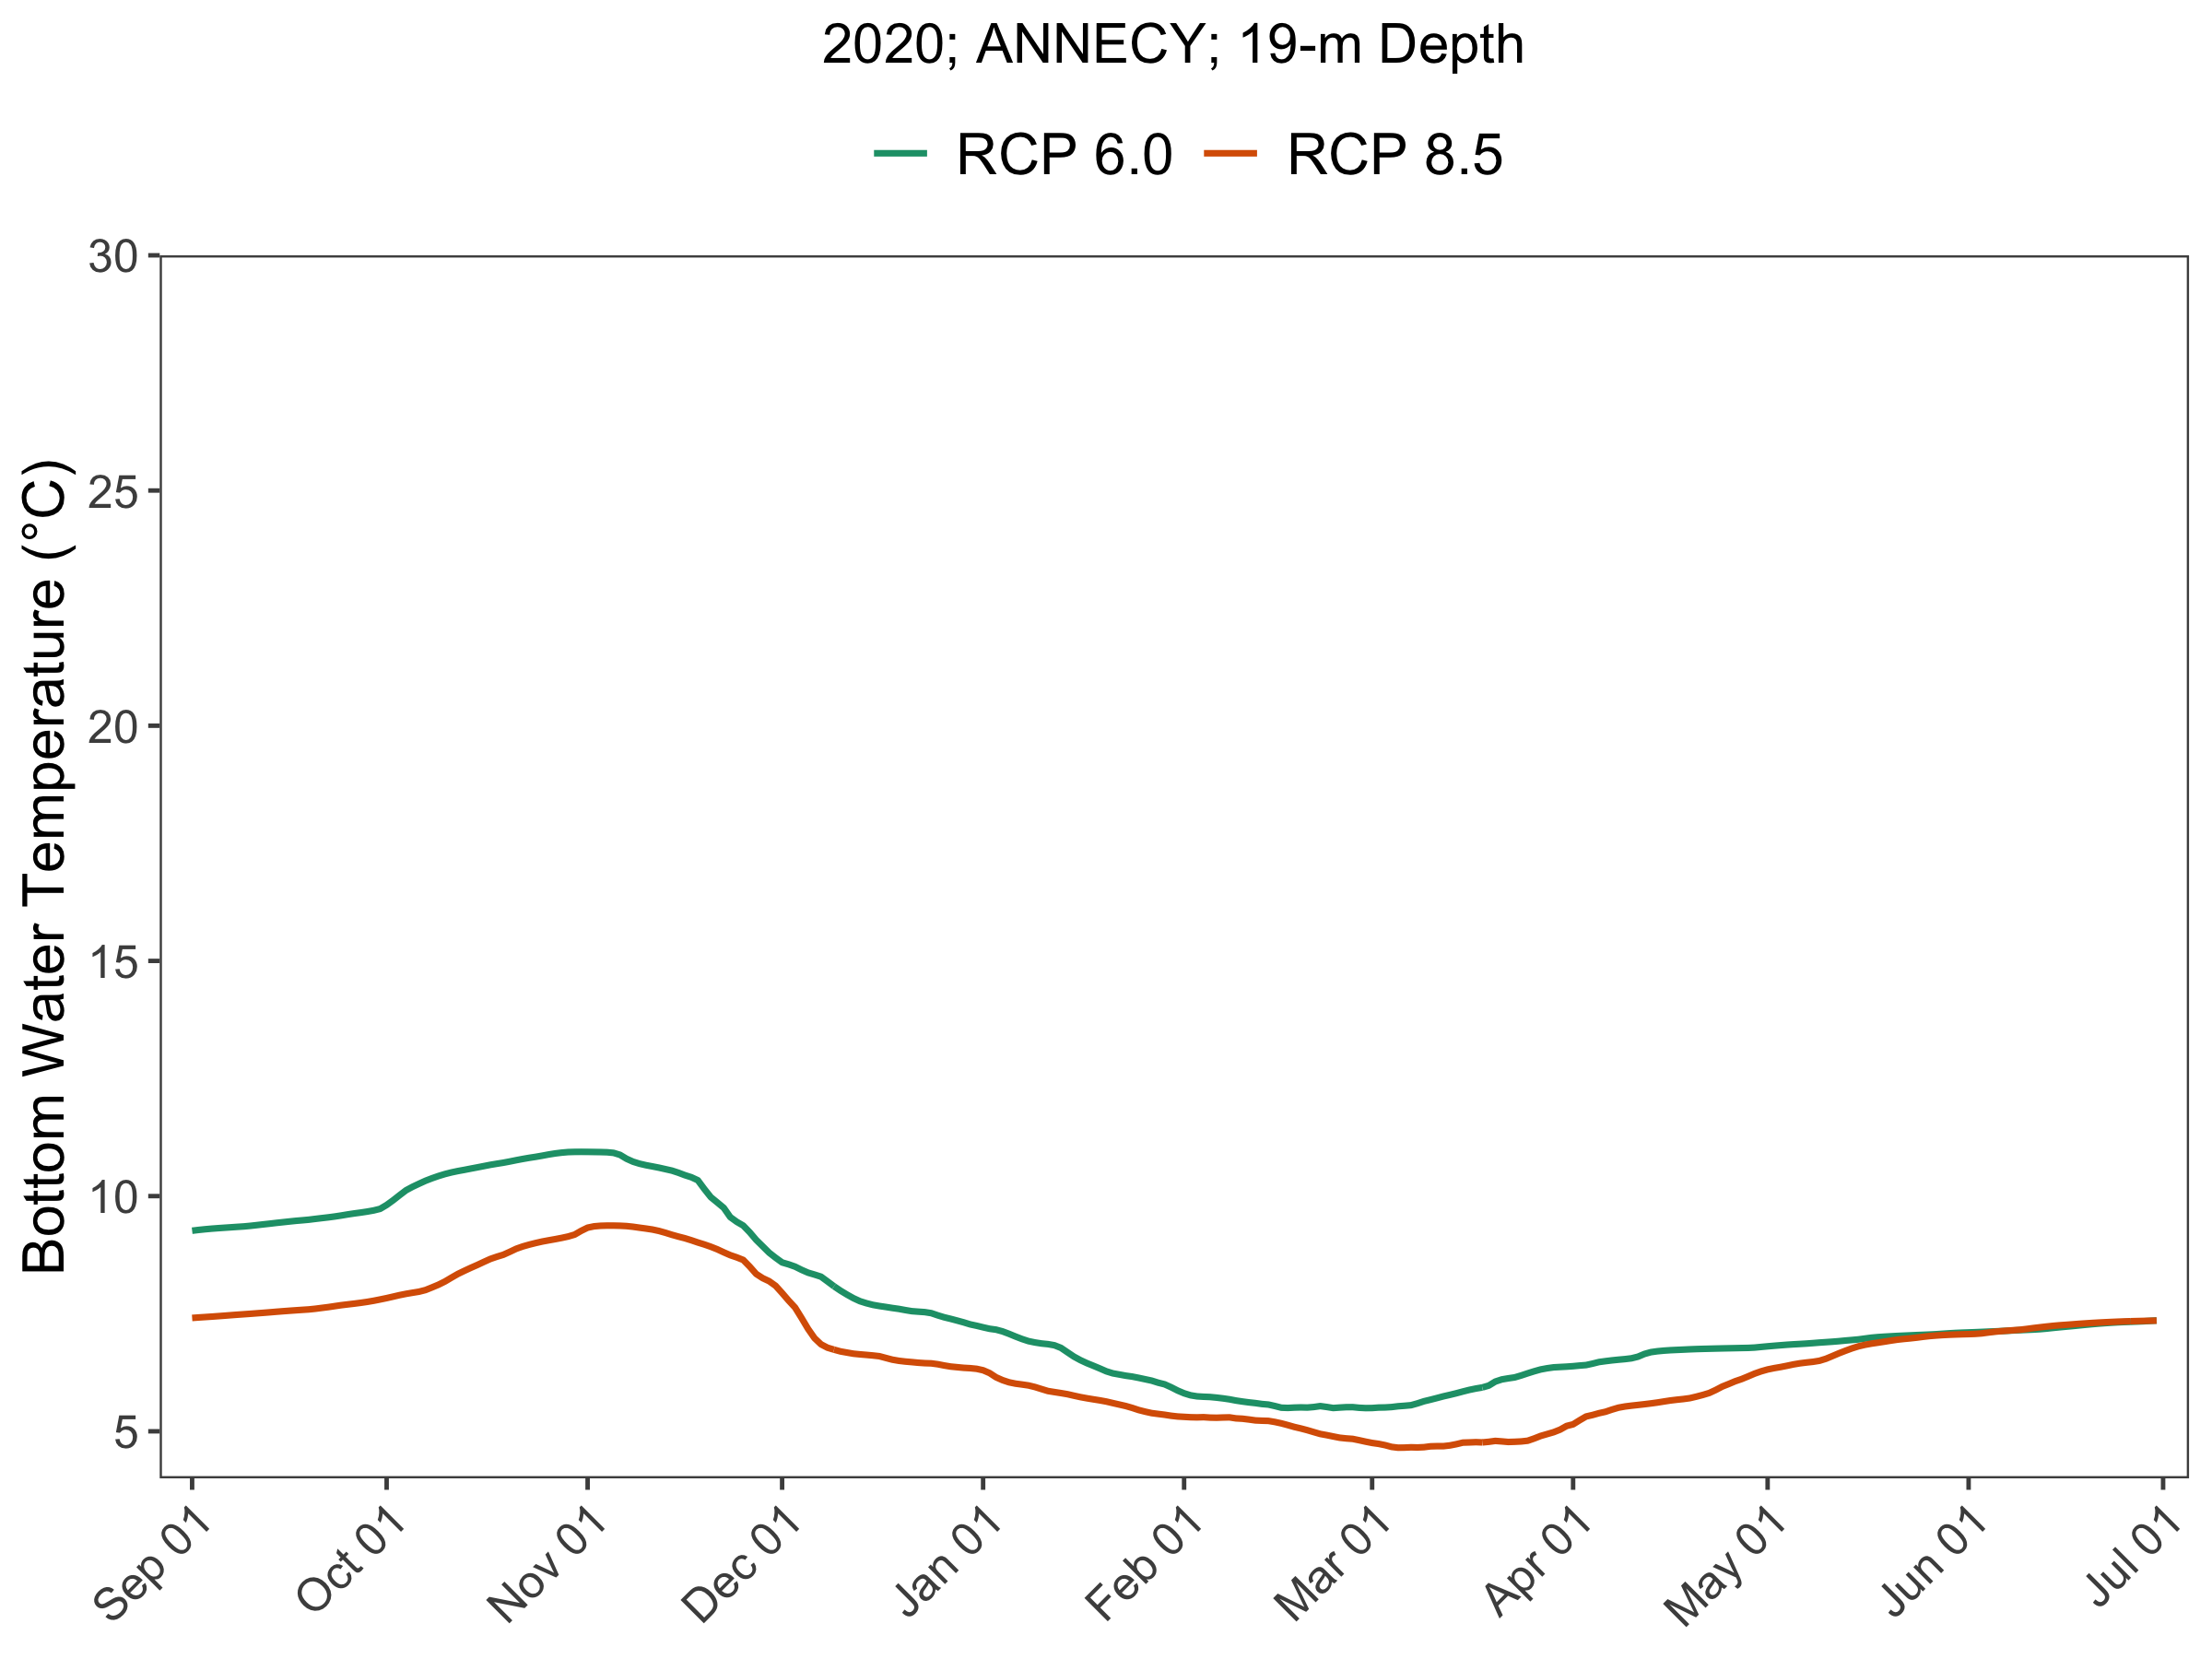 2020; ANNECY; 19-m Depth
RCP 6.0 RCP 8.5
Bottom Water Temperature (°C)
30
25
20
15
10
5
Sep 01 Oct 01 Nov 01 Dec 01 Jan 01 Feb 01 Mar 01 Apr 01 May 01 Jun 01 Jul 01